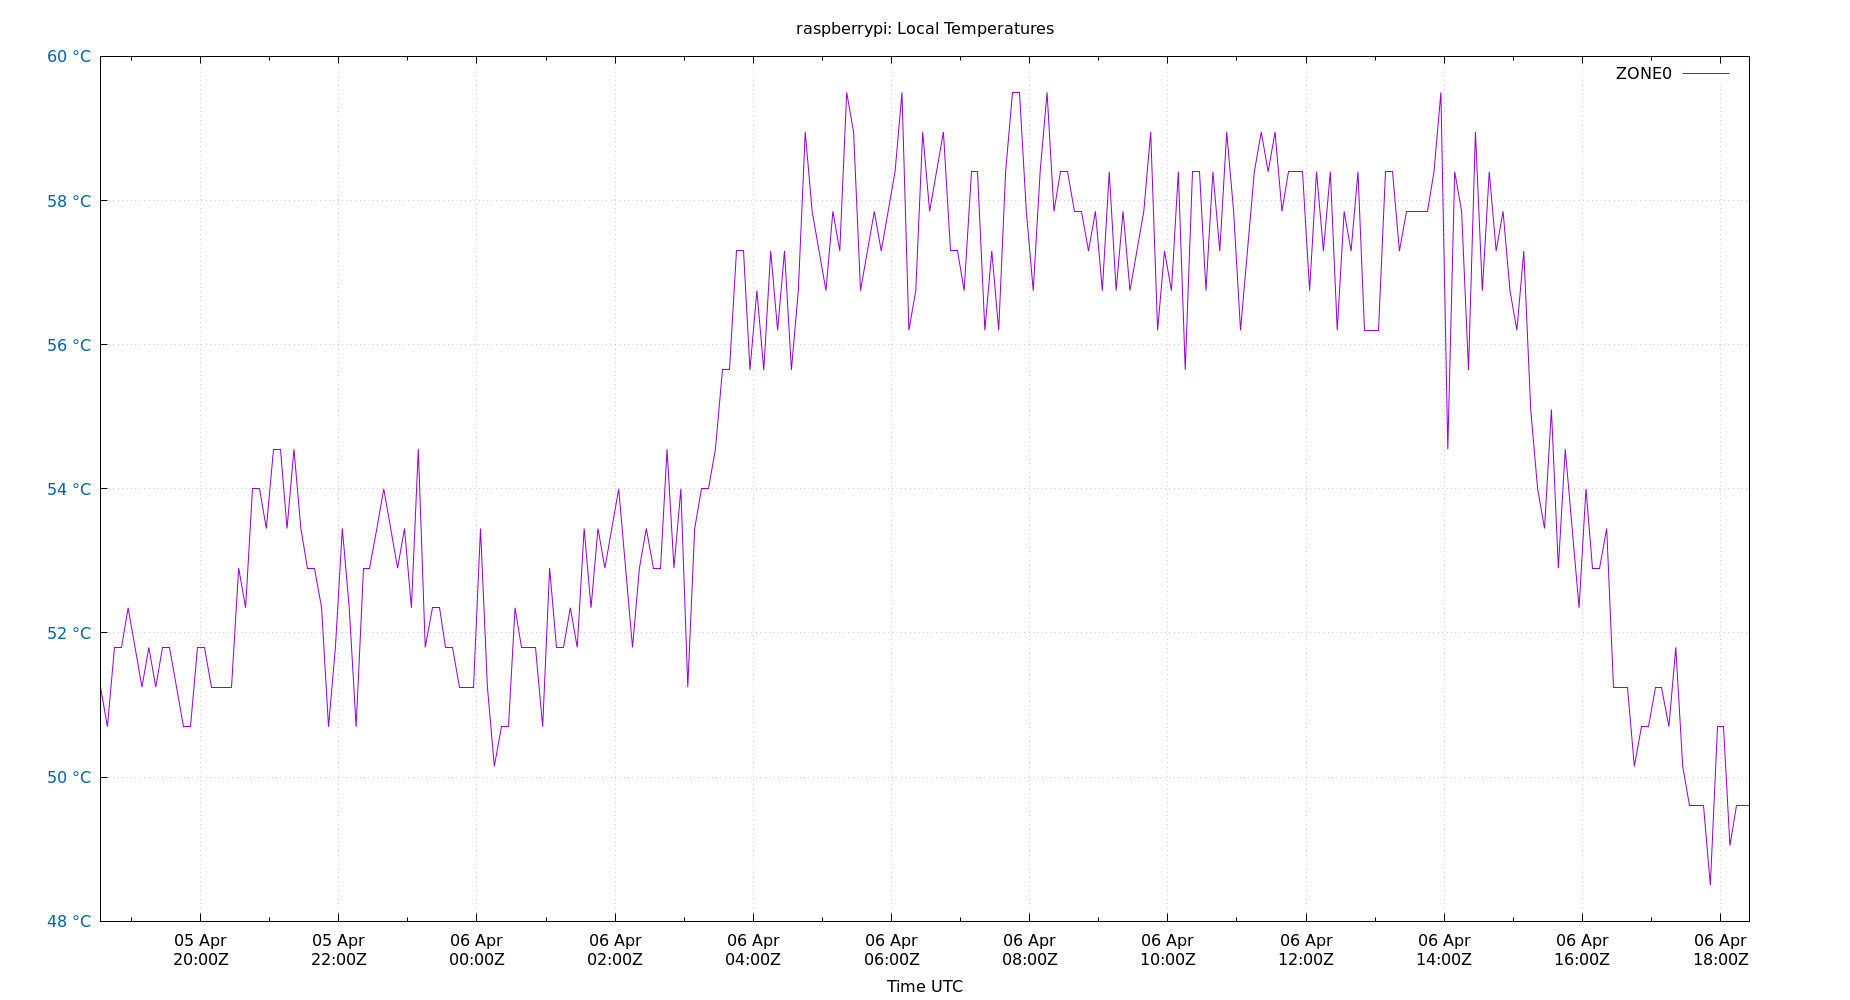 raspberrypi: Local Temperatures
60 °C
ZONE0
58 °C
56 °C
54 °C
52 °C
50 °C
48 °C
05 Apr 05 Apr 06 Apr 06 Apr 06 Apr 06 Apr 06 Apr 06 Apr 06 Apr 06 Apr 06 Apr 06 Apr
20:00Z 22:00Z 00:00Z 02:00Z 04:00Z 06:00Z 08:00Z 10:00Z 12:00Z 14:00Z 16:00Z 18:00Z
Time UTC